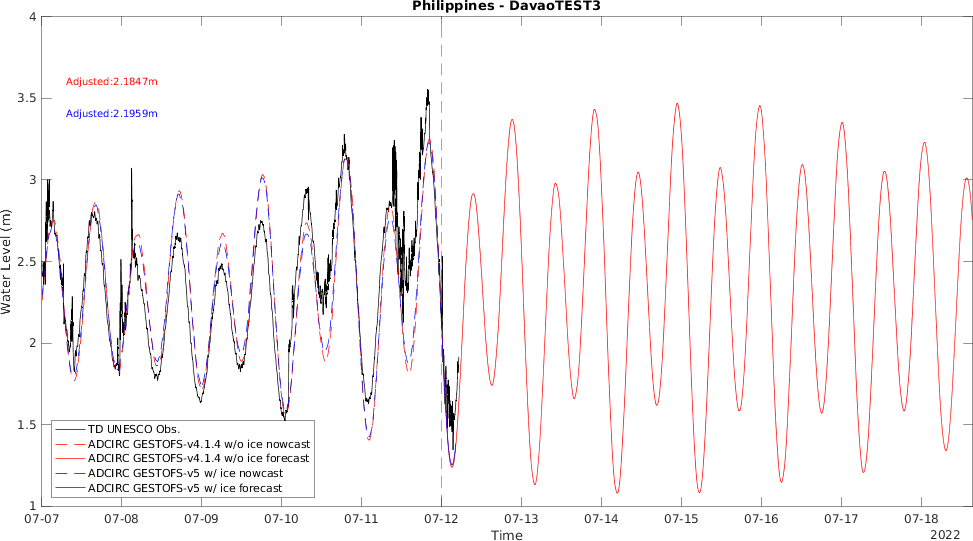 Philippines - DavaoTEST3
4
3.5
3
2.5
2
1.5
1
Water Level (m)
Adjusted:2.1847m
Adjusted:2.1959m
TD UNESCO Obs.
ADCIRC GESTOFS-v4.1.4 w/o ice nowcast
ADCIRC GESTOFS-v4.1.4 w/o ice forecast
ADCIRC GESTOFS-v5 w/ ice nowcast
ADCIRC GESTOFS-v5 w/ ice forecast
07-07 07-08 07-09 07-10 07-11 07-12 07-13 07-14 07-15 07-16 07-17 07-18
2022
Time